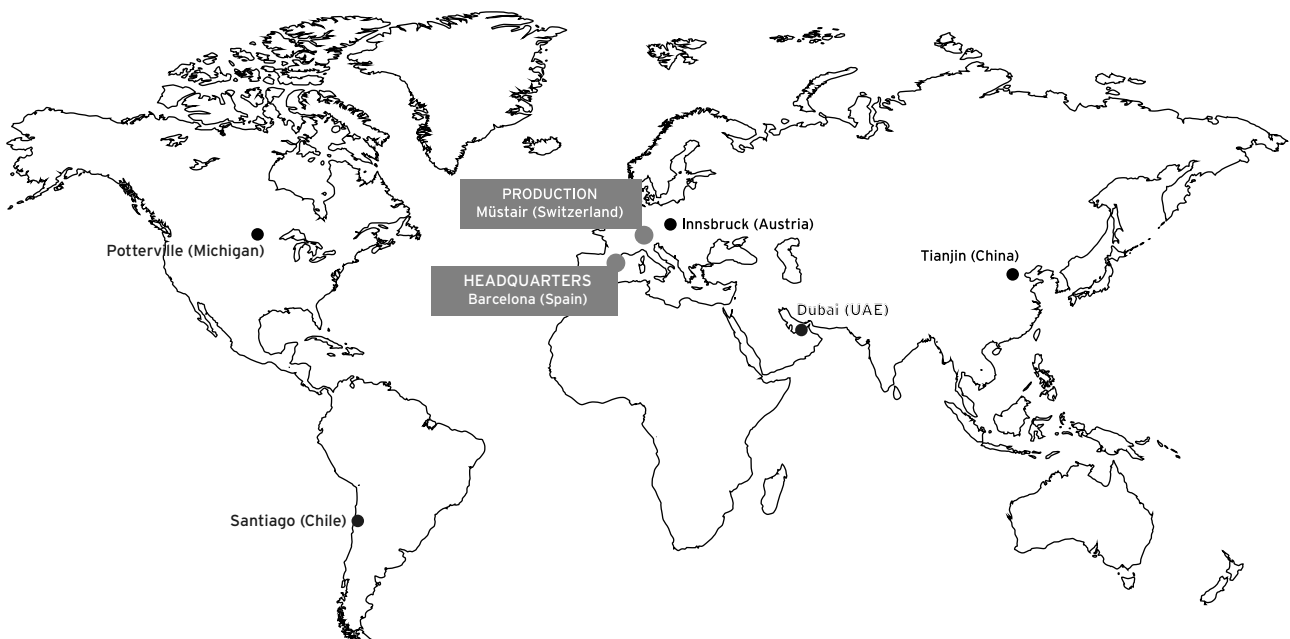 PRODUCTION
Müstair (Switzerland)
Innsbruck (Austria)
Potterville (Michigan)
Tianjin (China)
HEADQUARTERS
Barcelona (Spain)
Dubai (UAE)
Santiago (Chile)